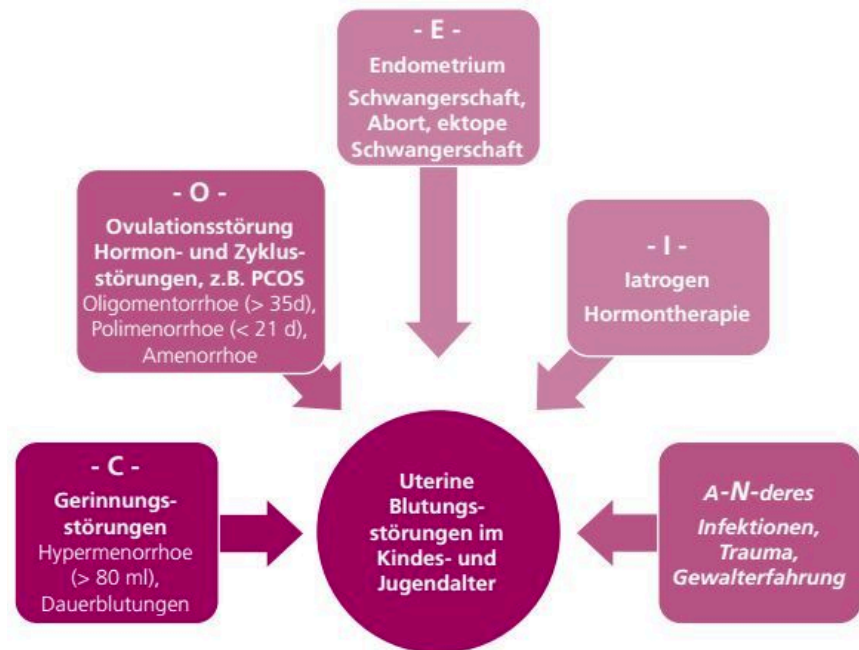 - E -
Endometrium
Schwangerschaft,
Abort, ektope
Schwangerschaft
- O -
Ovulationsstörung
Hormon- und Zyklus-
störungen, z.B. PCOS
Oligomentorrhoe (> 35d),
Polimenorrhoe (< 21 d),
Amenorrhoe
- I -
Iatrogen
Hormontherapie
- C -
Gerinnungs-
störungen
Hypermenorrhoe
(> 80 ml),
Dauerblutungen
Uterine
Blutungs-
störungen im
Kindes- und
Jugendalter
A-N-deres
Infektionen,
Trauma,
Gewalterfahrung